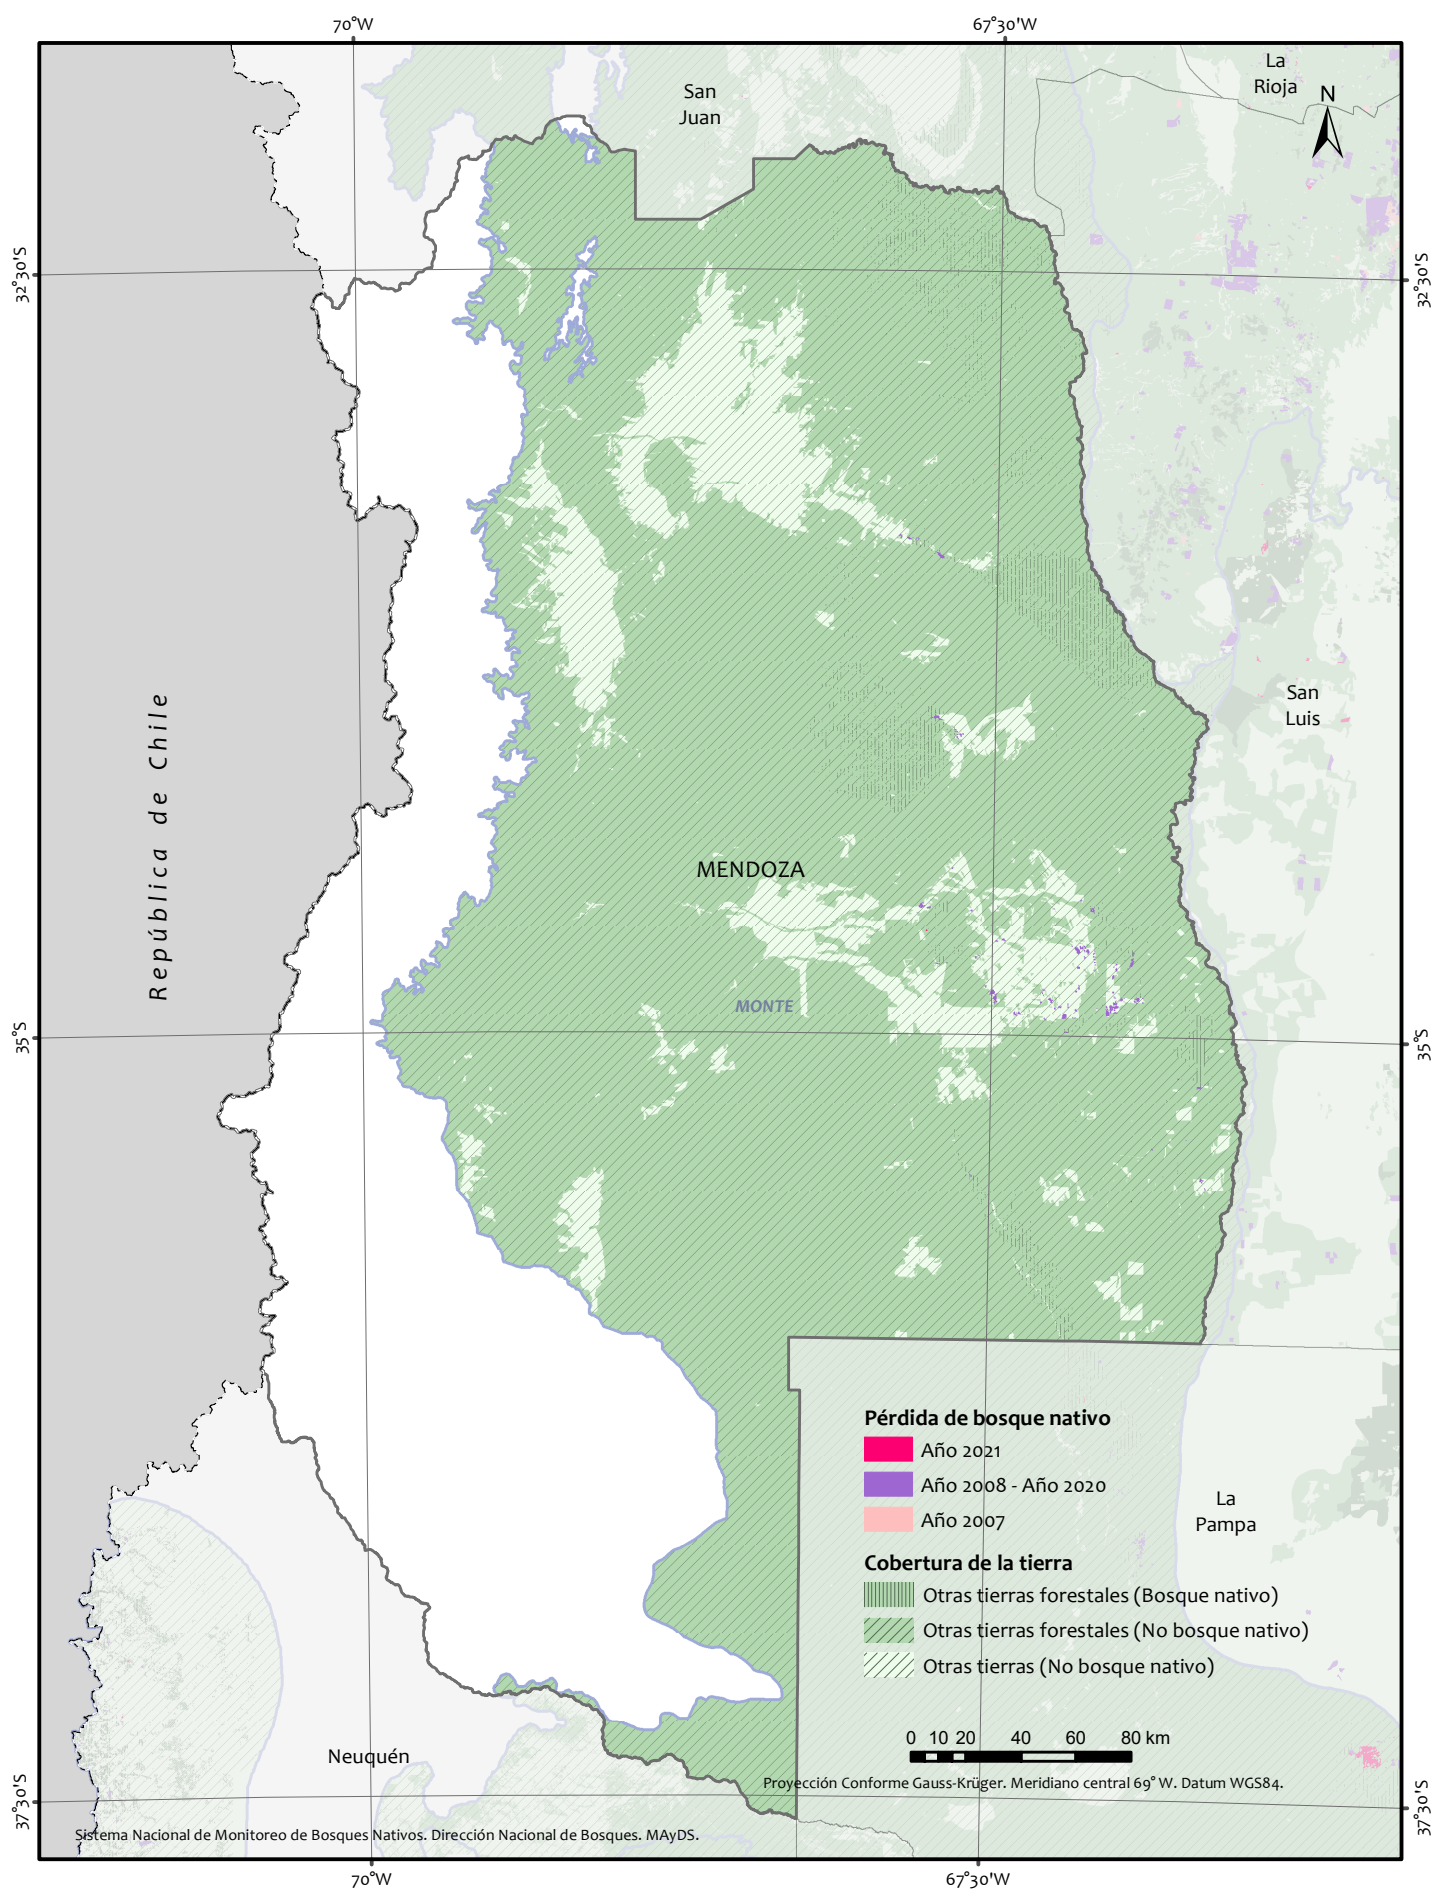 70°W
67°30'W
La
Rioja
San
Juan
N
32°30'S
32°30'S
República de Chile
San
Luis
MENDOZA
MONTE
35°S
35°S
Pérdida de bosque nativo
Año 2021
Año 2008 - Año 2020
Año 2007
La
Pampa
Cobertura de la tierra
Otras tierras forestales (Bosque nativo)
Otras tierras forestales (No bosque nativo)
Otras tierras (No bosque nativo)
0 10 20 40 60 80 km
Neuquén
Proyección Conforme Gauss-Krüger. Meridiano central 69° W. Datum WGS84.
37°30'S
37°30'S
Sistema Nacional de Monitoreo de Bosques Nativos. Dirección Nacional de Bosques. MAyDS.
70°W
67°30'W